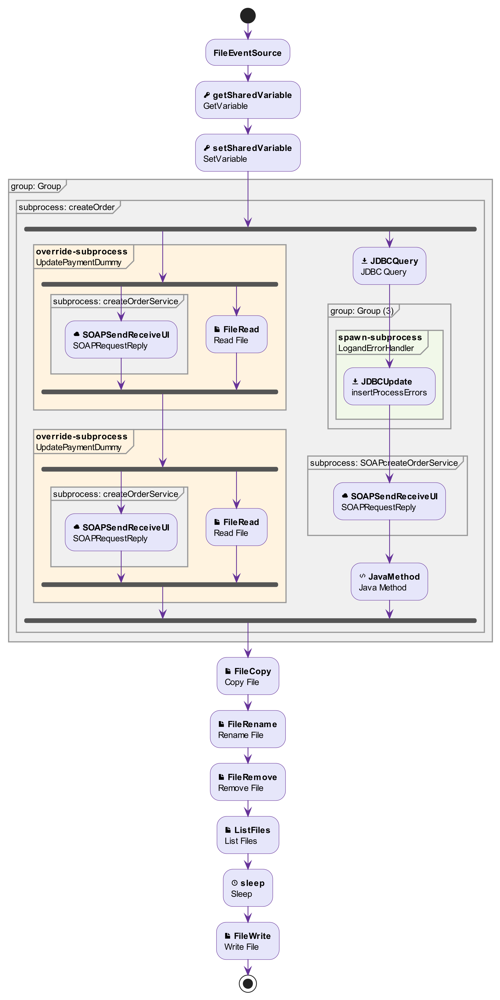 FileEventSource
getSharedVariable
GetVariable
setSharedVariable
SetVariable
group: Group
subprocess: createOrder
override-subprocess
UpdatePaymentDummy
subprocess: createOrderService
SOAPSendReceiveUI
SOAPRequestReply
FileRead
Read File
override-subprocess
UpdatePaymentDummy
subprocess: createOrderService
SOAPSendReceiveUI
SOAPRequestReply
FileRead
Read File
JDBCQuery
JDBC Query
group: Group (3)
spawn-subprocess
LogandErrorHandler
JDBCUpdate
insertProcessErrors
subprocess: SOAPcreateOrderService
SOAPSendReceiveUI
SOAPRequestReply
JavaMethod
Java Method
FileCopy
Copy File
FileRename
Rename File
FileRemove
Remove File
ListFiles
List Files
sleep
Sleep
FileWrite
Write File